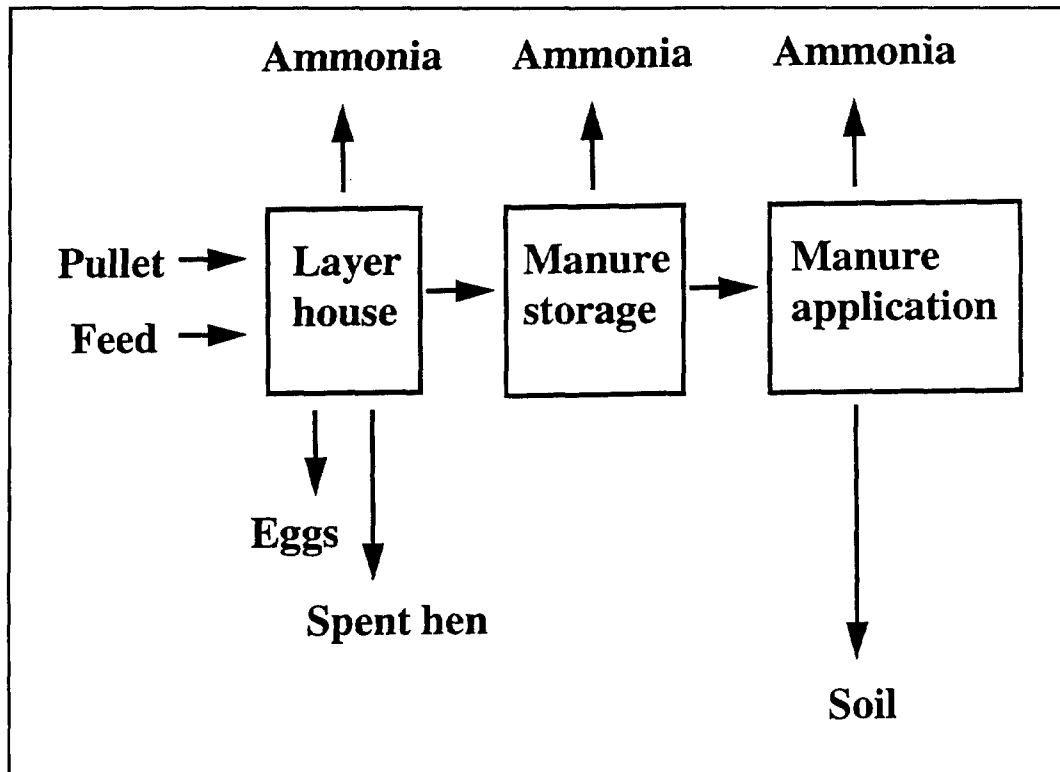 Ammonia
Ammonia
Ammonia
Pullet
Feed
Layer
house
Manure
storage
Manure
application
Eggs
Spent hen
Soil